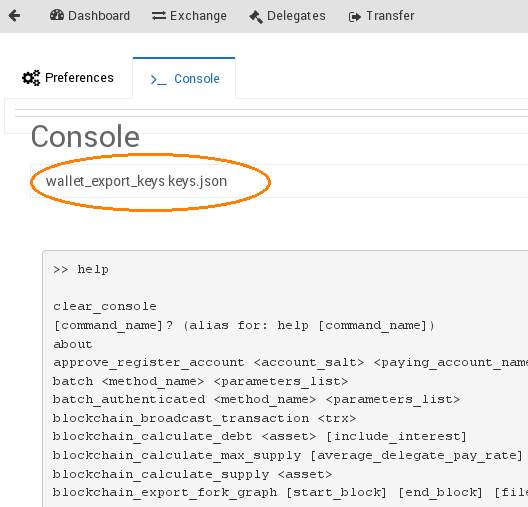 Dashboard Exchange Delegates Transfer
Preferences >_ Console
Console
wallet_export_keys keys.json
>> help
clear_console
[command_name]? (alias for: help [command_name])
about
approve_register_account <account_salt> <paying_account_name
batch <method_name> <parameters_list>
batch_authenticated <method_name> <parameters_list>
blockchain_broadcast_transaction <trx>
blockchain_calculate_debt <asset> [include_interest]
blockchain_calculate_max_supply [average_delegate_pay_rate]
blockchain_calculate_supply <asset>
blockchain_export_fork_graph [start_block] [end_block] [file